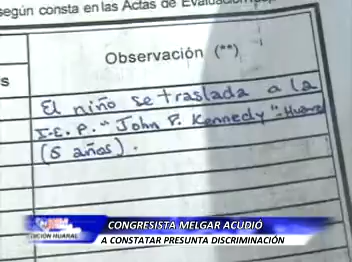 según consta en las Actas de Evaluación
Observación (**)
s
El niño se traslada a la
I.E.P. "John P. Kennedy" - Huaral
(5 años).
CONGRESISTA MELGAR ACUDIÓ
A CONSTATAR PRESUNTA DISCRIMINACIÓN
EDICIÓN HUARAL